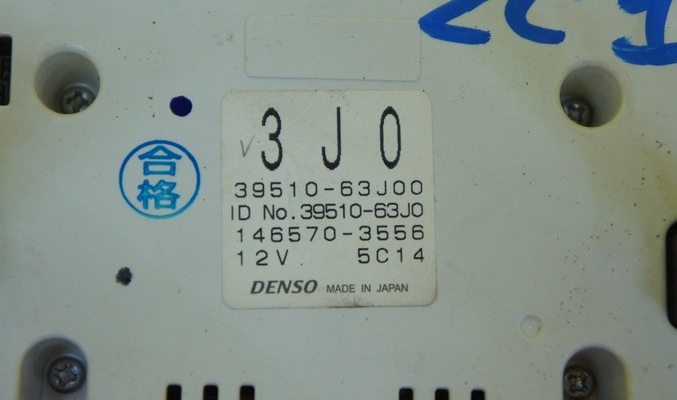 3 J 0
合格
39510-63J00
ID No.39510-63J0
146570-3556
12V 5C14
DENSO MADE IN JAPAN